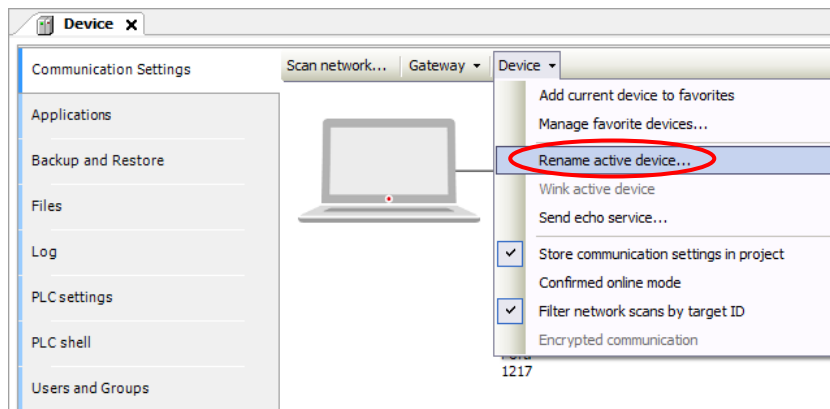 Device
Communication Settings
Applications
Backup and Restore
Files
Log
PLC settings
PLC shell
Users and Groups
Scan network... Gateway Device
Add current device to favorites
Manage favorite devices...
Rename active device...
Wink active device
Send echo service...
Store communication settings in project
Confirmed online mode
Filter network scans by target ID
Encrypted communication
1217